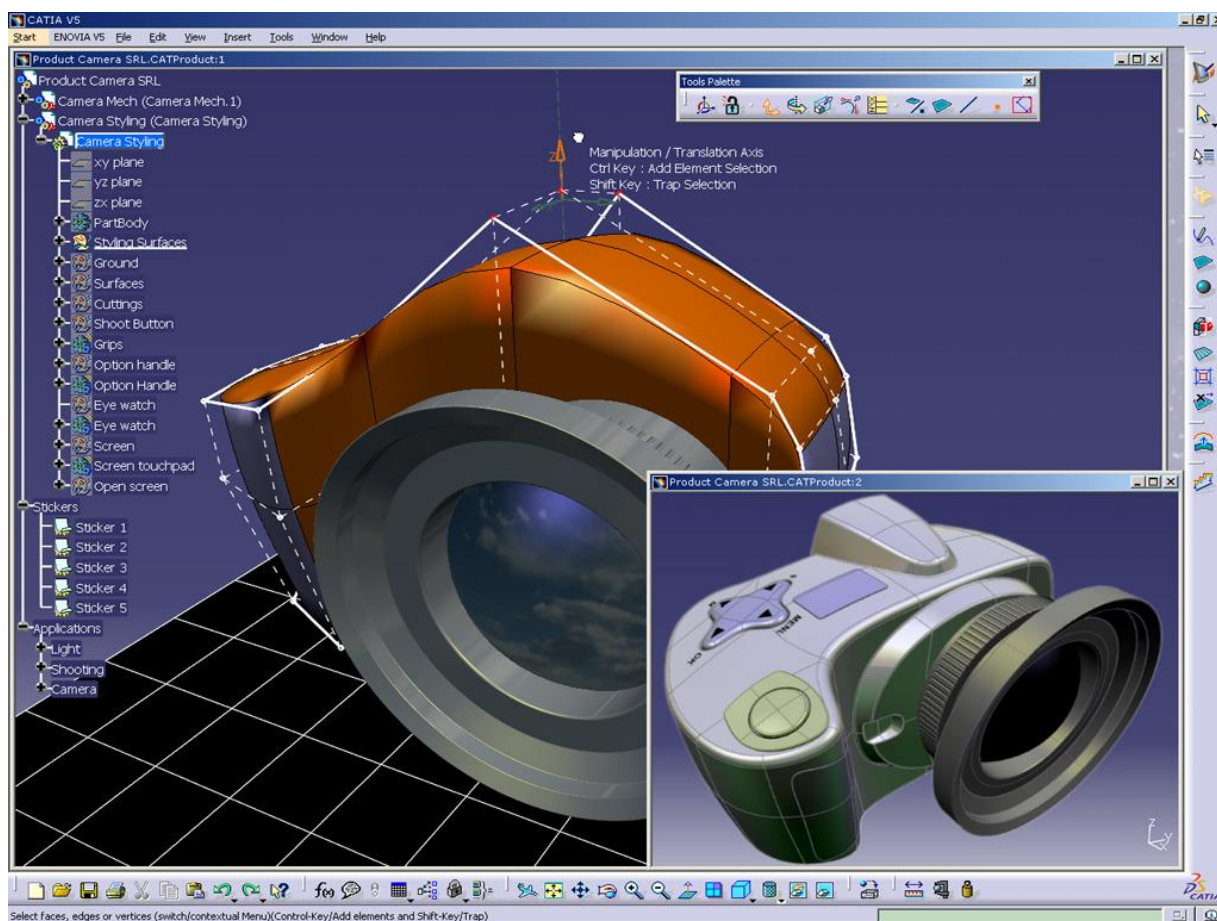 CATIA V5
Start ENOVIA V5 File Edit View Insert Tools Window Help
Product Camera SRL.CATProduct:1
Product Camera SRL
Camera Mech (Camera Mech.1)
Camera Styling (Camera Styling)
Camera Styling
xy plane
yz plane
zx plane
PartBody
Styling Surfaces
Ground
Surfaces
Cuttings
Shoot Button
Grips
Option handle
Option Handle
Eye watch
Eye watch
Screen
Screen touchpad
Open screen
Stickers
Sticker 1
Sticker 2
Sticker 3
Sticker 4
Sticker 5
Applications
Light
Shooting
Camera
Tools Palette
Z
Manipulation / Translation Axis
Ctrl Key : Add Element Selection
Shift Key : Trap Selection
Product Camera SRL.CATProduct:2
MENU
OK
Z
Y
X
f(x)
CATIA
Select faces, edges or vertices (switch/contextual Menu)(Control-Key/Add elements and Shift-Key/Trap)